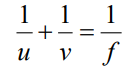 1/u + 1/v = 1/f